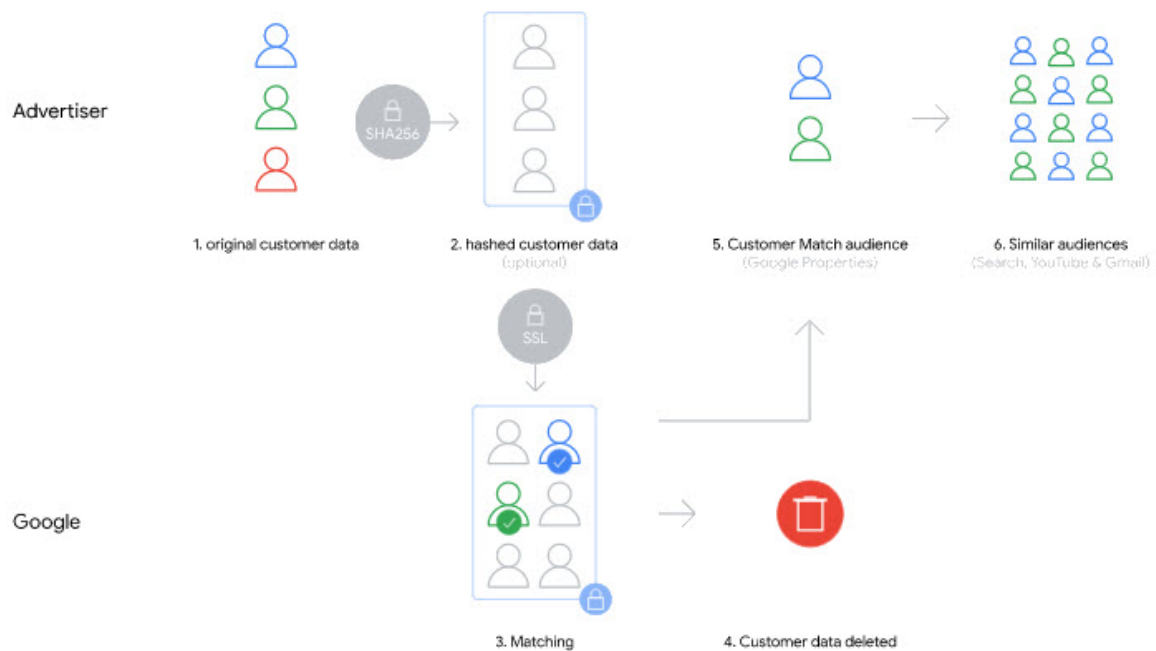 Advertiser
SHA256
1. original customer data
2. hashed customer data
(optional)
5. Customer Match audience
(Google Properties)
6. Similar audiences
(Search, YouTube & Gmail)
SSL
Google
3. Matching
4. Customer data deleted